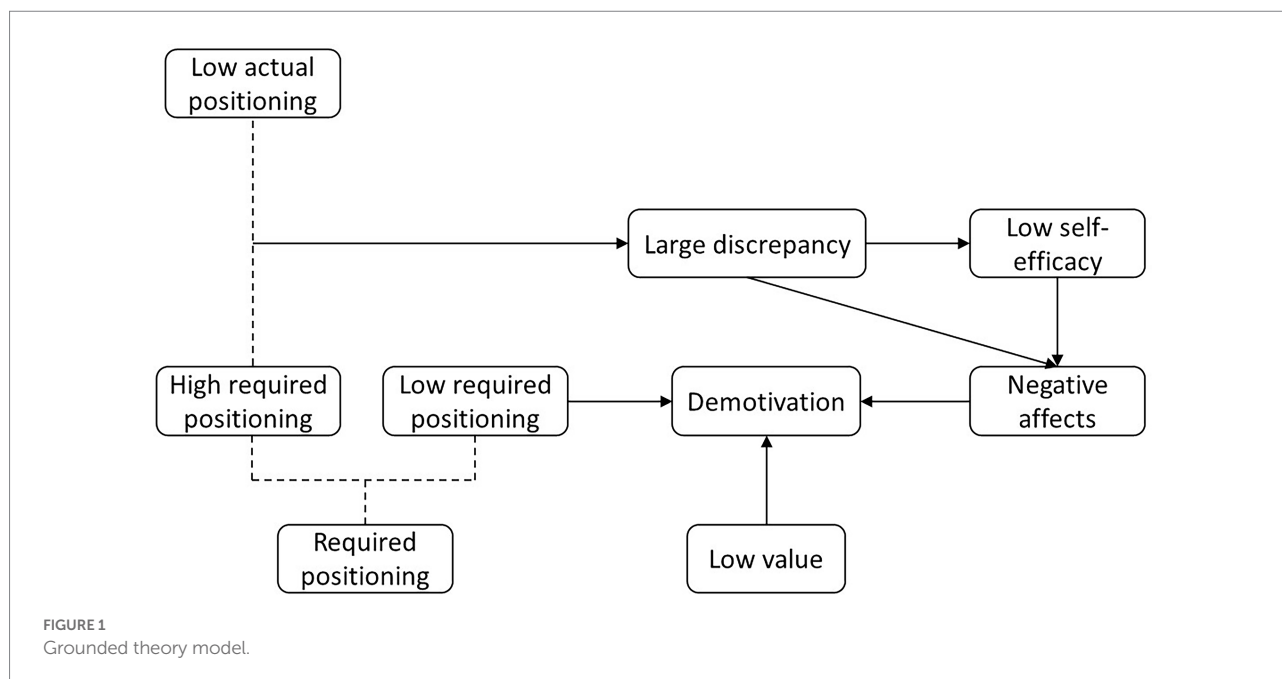 Low actual
positioning
Large discrepancy
Low self-
efficacy
High required
positioning
Low required
positioning
Demotivation
Negative
affects
Required
positioning
Low value
FIGURE 1
Grounded theory model.